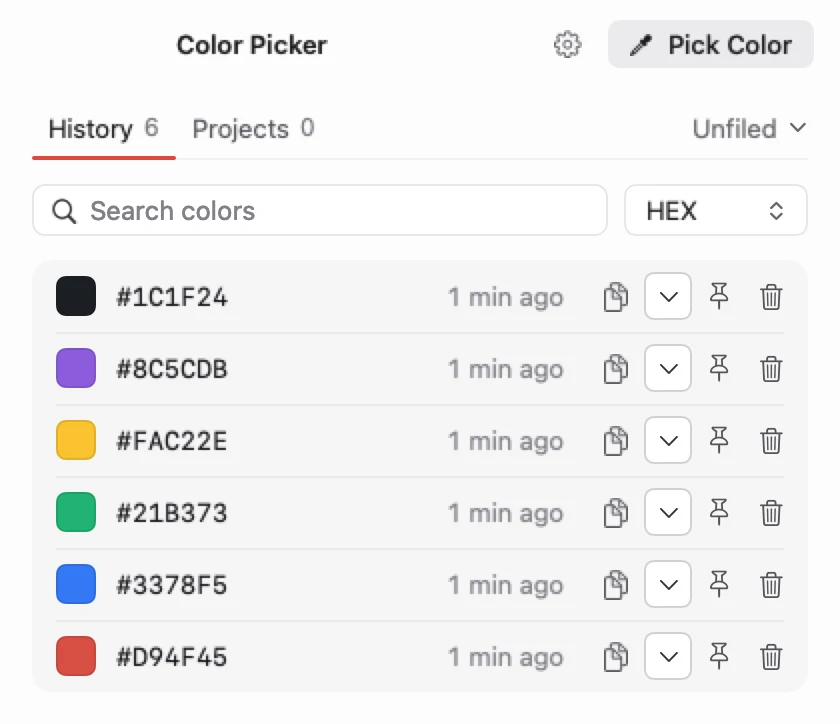 Color Picker Pick Color
History 6 Projects 0 Unfiled
Search colors HEX
#1C1F24 1 min ago
#8C5CDB 1 min ago
#FAC22E 1 min ago
#21B373 1 min ago
#3378F5 1 min ago
#D94F45 1 min ago